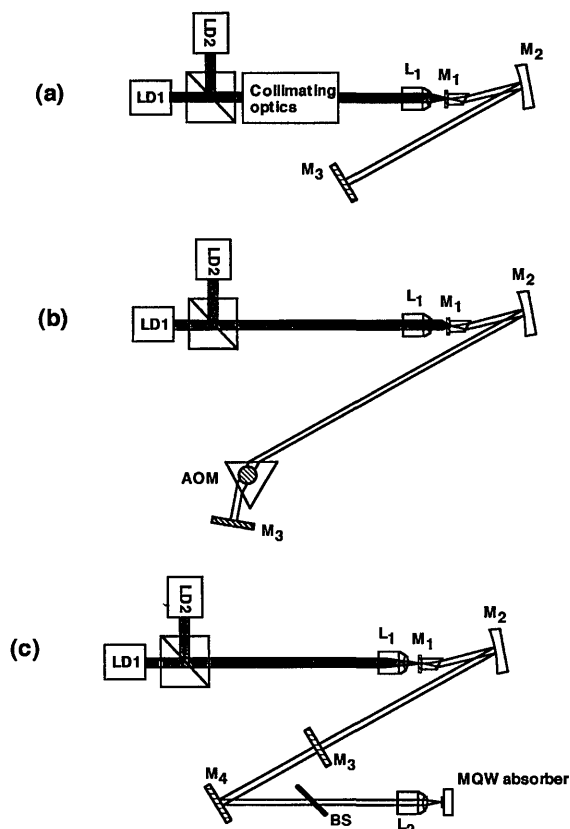 (a)
LD2
LD1
Collimating
optics
L1
M1
M2
M3
(b)
LD2
LD1
L1
M1
M2
AOM
M3
(c)
LD2
LD1
L1
M1
M2
M3
M4
BS
L2
MQW absorber